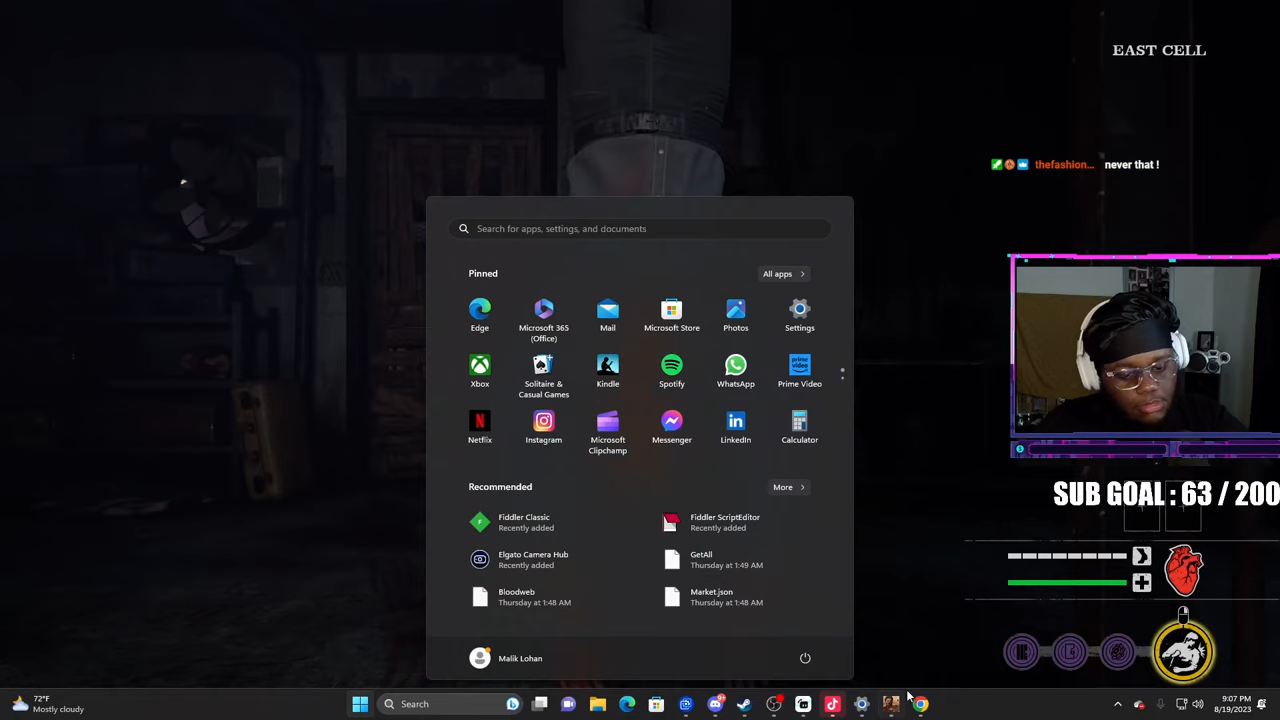 EAST CELL
thefashion... never that !
Search for apps, settings, and documents
Pinned
All apps
Edge
Microsoft 365
(Office)
Mail
Microsoft Store
Photos
Settings
Xbox
Solitaire &
Casual Games
Kindle
Spotify
WhatsApp
prime
video
Prime Video
NETFLIX
Netflix
Instagram
Microsoft
Clipchamp
Messenger
LinkedIn
Calculator
Recommended
More
Fiddler Classic
Recently added
Fiddler ScriptEditor
Recently added
Elgato Camera Hub
Recently added
GetAll
Thursday at 1:49 AM
Bloodweb
Thursday at 1:48 AM
Market.json
Thursday at 1:48 AM
Malik Lohan
SUB GOAL : 63 / 200
72°F
Mostly cloudy
Search
9:07 PM
8/19/2023